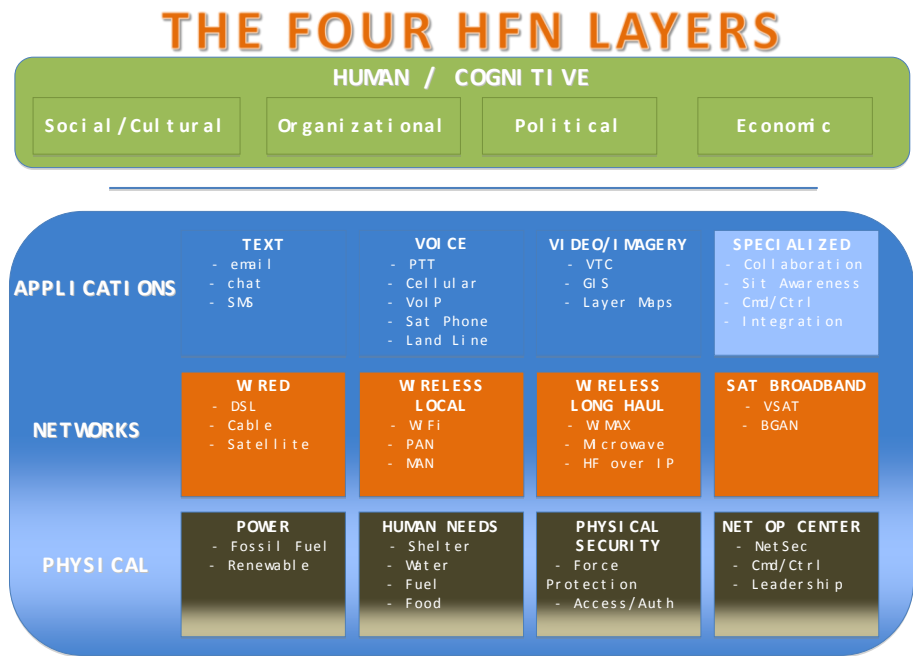 THE FOUR HFN LAYERS
HUMAN / COGNITIVE
Social/Cultural
Organizational
Political
Economic
APPLICATIONS
TEXT
- email
- chat
- SMS
VOICE
- PTT
- Cellular
- VoIP
- Sat Phone
- Land Line
VIDEO/IMAGERY
- VTC
- GIS
- Layer Maps
SPECIALIZED
- Collaboration
- Sit Awareness
- Cmd/Ctrl
- Integration
NETWORKS
WIRED
- DSL
- Cable
- Satellite
WIRELESS
LOCAL
- WiFi
- PAN
- MAN
WIRELESS
LONG HAUL
- WiMAX
- Microwave
- HF over IP
SAT BROADBAND
- VSAT
- BGAN
PHYSICAL
POWER
- Fossil Fuel
- Renewable
HUMAN NEEDS
- Shelter
- Water
- Fuel
- Food
PHYSICAL
SECURITY
- Force
Protection
- Access/Auth
NET OP CENTER
- NetSec
- Cmd/Ctrl
- Leadership